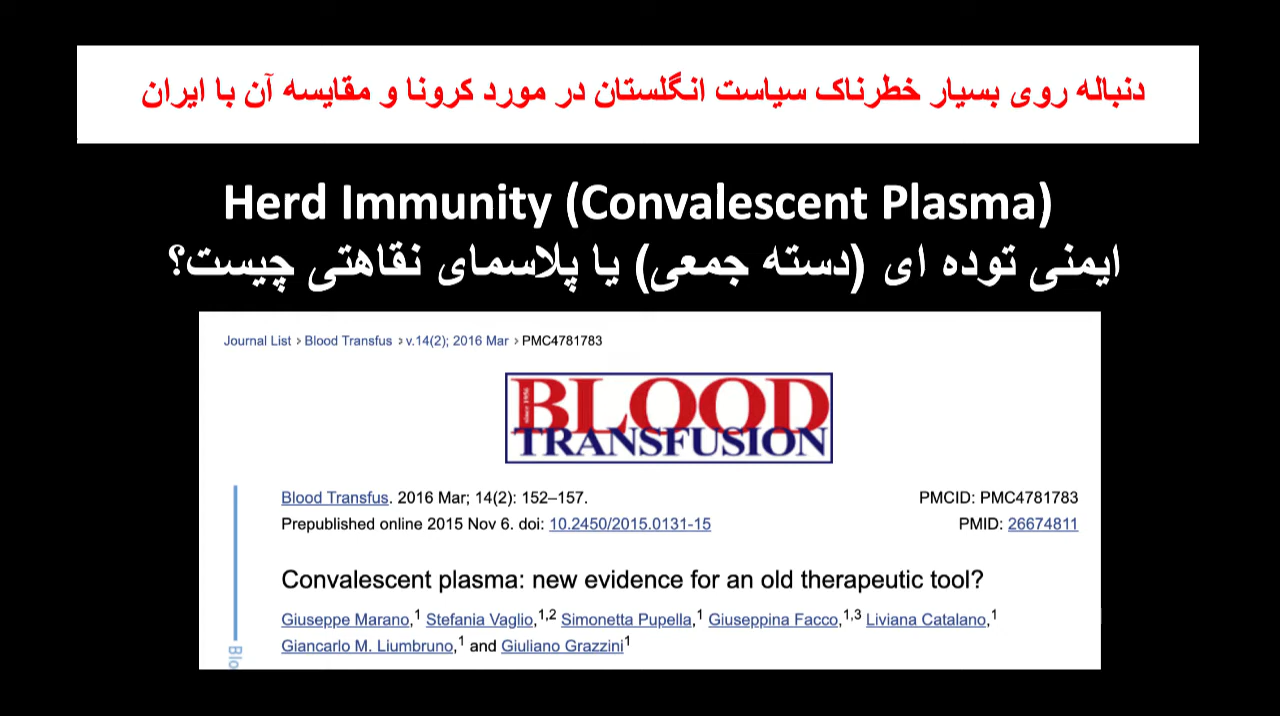 دنباله روی بسیار خطرناک سیاست انگلستان در مورد کرونا و مقایسه آن با ایران
Herd Immunity (Convalescent Plasma)
ایمنی توده ای (دسته جمعی) یا پلاسمای نقاهتی چیست؟
Journal List > Blood Transfus > v.14(2); 2016 Mar > PMC4781783
since 1956
BLOOD
TRANSFUSION
Blood Transfus. 2016 Mar; 14(2): 152–157. PMCID: PMC4781783
Prepublished online 2015 Nov 6. doi: 10.2450/2015.0131-15 PMID: 26674811
Convalescent plasma: new evidence for an old therapeutic tool?
Giuseppe Marano,1 Stefania Vaglio,1,2 Simonetta Pupella,1 Giuseppina Facco,1,3 Liviana Catalano,1
Giancarlo M. Liumbruno,1 and Giuliano Grazzini1
Blo